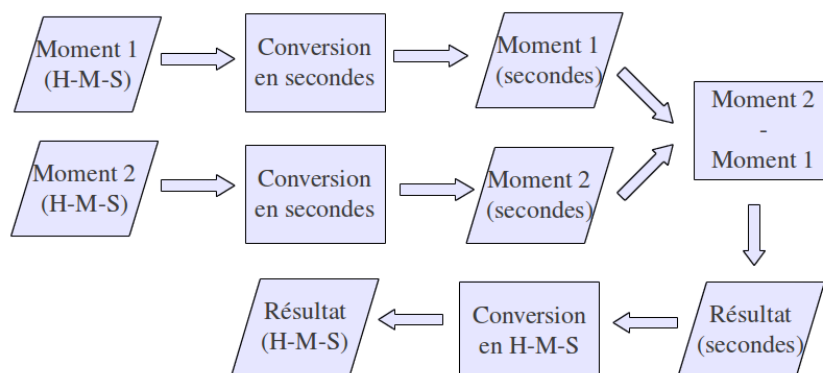 Moment 1
(H-M-S)
Conversion
en secondes
Moment 1
(secondes)
Moment 2
-
Moment 1
Moment 2
(H-M-S)
Conversion
en secondes
Moment 2
(secondes)
Résultat
(H-M-S)
Conversion
en H-M-S
Résultat
(secondes)